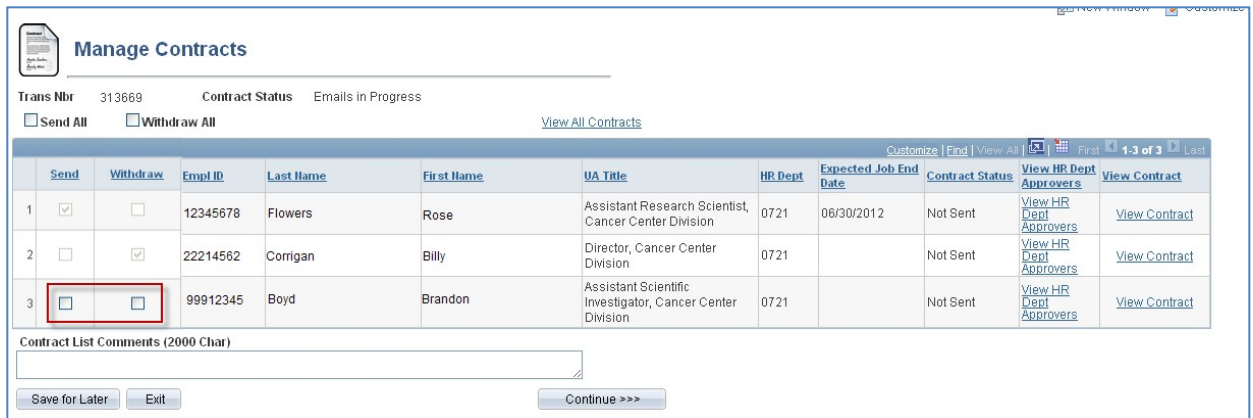 New Window Customize
Manage Contracts
Trans Nbr 313669 Contract Status Emails in Progress
Send All Withdraw All View All Contracts
Customize | Find | View All | First 1-3 of 3 Last
Send Withdraw Empl ID Last Name First Name UA Title HR Dept Expected Job End Date Contract Status View HR Dept Approvers View Contract
1 12345678 Flowers Rose Assistant Research Scientist, Cancer Center Division 0721 06/30/2012 Not Sent View HR Dept Approvers View Contract
2 22214562 Corrigan Billy Director, Cancer Center Division 0721 Not Sent View HR Dept Approvers View Contract
3 99912345 Boyd Brandon Assistant Scientific Investigator, Cancer Center Division 0721 Not Sent View HR Dept Approvers View Contract
Contract List Comments (2000 Char)
Save for Later Exit Continue >>>